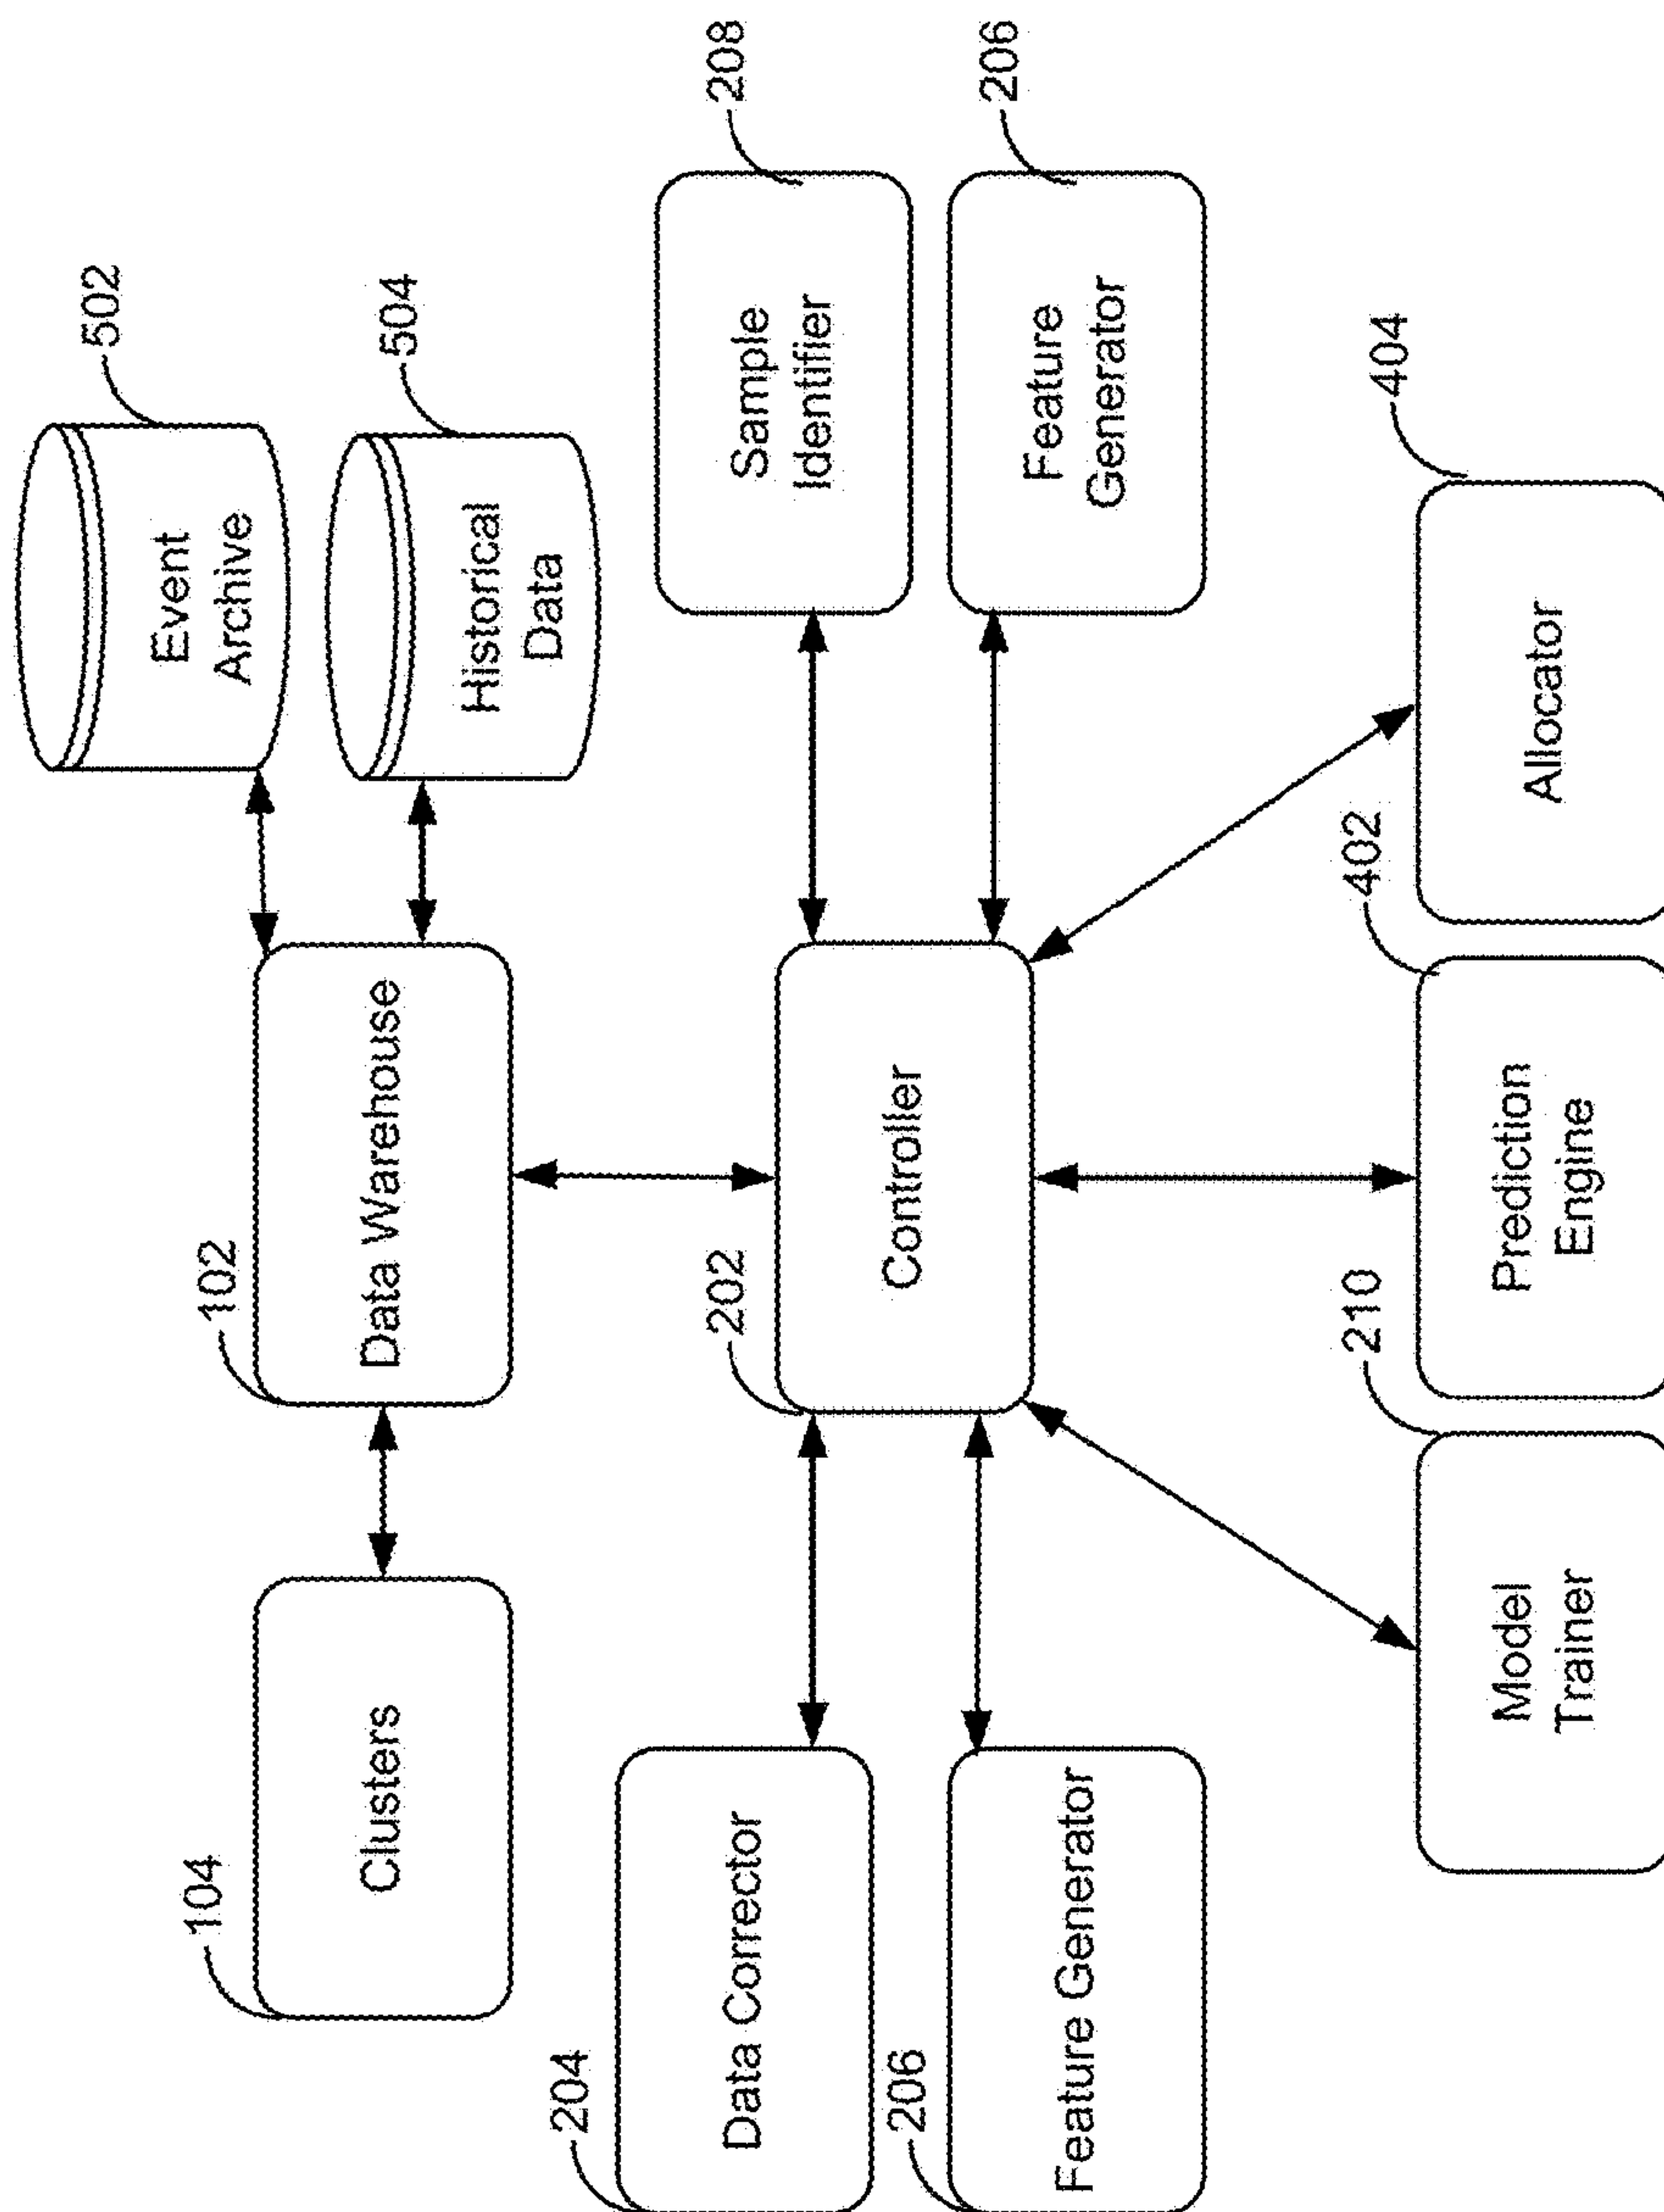 502
Event
Archive
104
Clusters
102
Data Warehouse
504
Historical
Data
204
Data Corrector
202
Controller
208
Sample
Identifier
206
Feature Generator
206
Feature
Generator
210
Model
Trainer
402
Prediction
Engine
404
Allocator